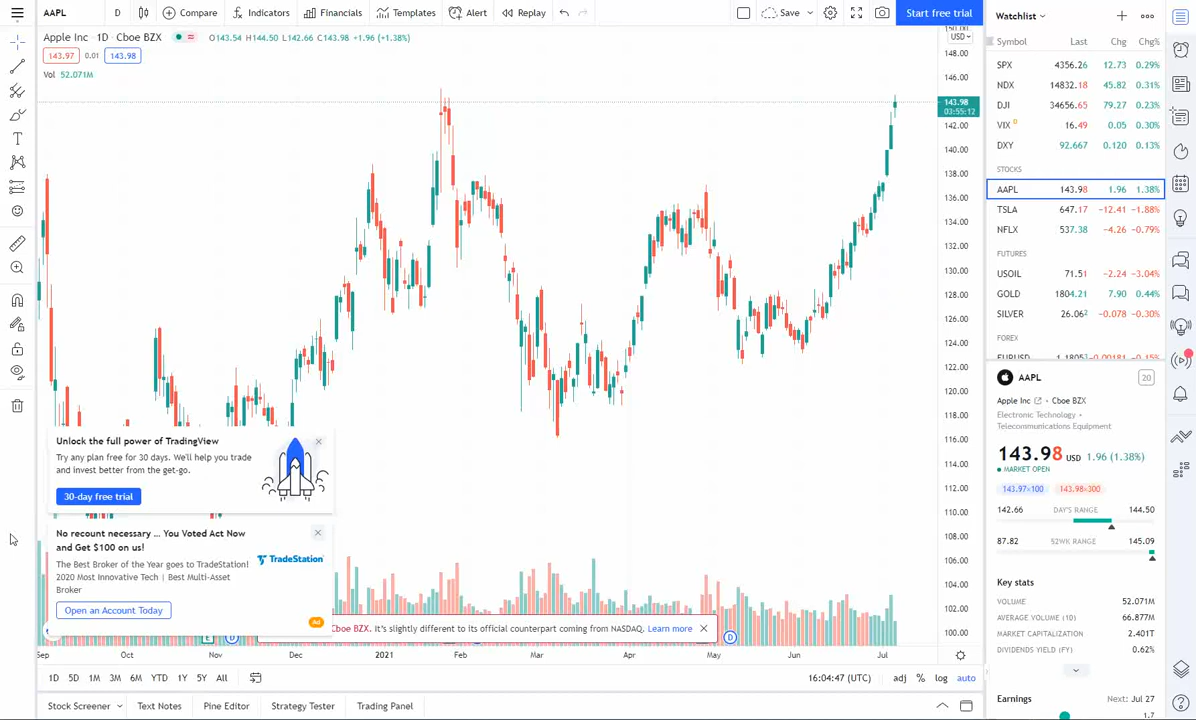 AAPL D Compare Indicators Financials Templates Alert Replay Save Start free trial
Apple Inc · 1D · Cboe BZX O143.54 H144.50 L142.66 C143.98 +1.96 (+1.38%)
143.97 0.01 143.98
Vol 52.071M
USD
148.00
146.00
143.98
03:55:12
142.00
140.00
138.00
136.00
134.00
132.00
130.00
128.00
126.00
124.00
122.00
120.00
118.00
116.00
114.00
112.00
110.00
108.00
106.00
104.00
102.00
100.00
Unlock the full power of TradingView
Try any plan free for 30 days. We'll help you trade
and invest better from the get-go.
30-day free trial
No recount necessary ... You Voted Act Now
and Get $100 on us!
The Best Broker of the Year goes to TradeStation!
2020 Most Innovative Tech | Best Multi-Asset
Broker
TradeStation
Open an Account Today
Ad
Cboe BZX. It's slightly different to its official counterpart coming from NASDAQ. Learn more
E D D
Sep Oct Nov Dec 2021 Feb Mar Apr May Jun Jul
1D 5D 1M 3M 6M YTD 1Y 5Y All
16:04:47 (UTC) adj % log auto
Stock Screener Text Notes Pine Editor Strategy Tester Trading Panel
Watchlist
Symbol Last Chg Chg%
SPX 4356.26 12.73 0.29%
NDX 14832.18 45.82 0.31%
DJI 34656.65 79.27 0.23%
VIX D 16.49 0.05 0.30%
DXY 92.667 0.120 0.13%
STOCKS
AAPL 143.98 1.96 1.38%
TSLA 647.17 −12.41 −1.88%
NFLX 537.38 −4.26 −0.79%
FUTURES
USOIL 71.51 −2.24 −3.04%
GOLD 1804.21 7.90 0.44%
SILVER 26.062 −0.078 −0.30%
FOREX
EURUSD 1.18053 −0.00181 −0.15%
AAPL 20
Apple Inc · Cboe BZX
Electronic Technology ·
Telecommunications Equipment
143.98 USD 1.96 (1.38%)
MARKET OPEN
143.97×100 143.98×300
142.66 DAY'S RANGE 144.50
87.82 52WK RANGE 145.09
Key stats
VOLUME 52.071M
AVERAGE VOLUME (10) 66.877M
MARKET CAPITALIZATION 2.401T
DIVIDENDS YIELD (FY) 0.62%
Earnings Next: Jul 27
1.7